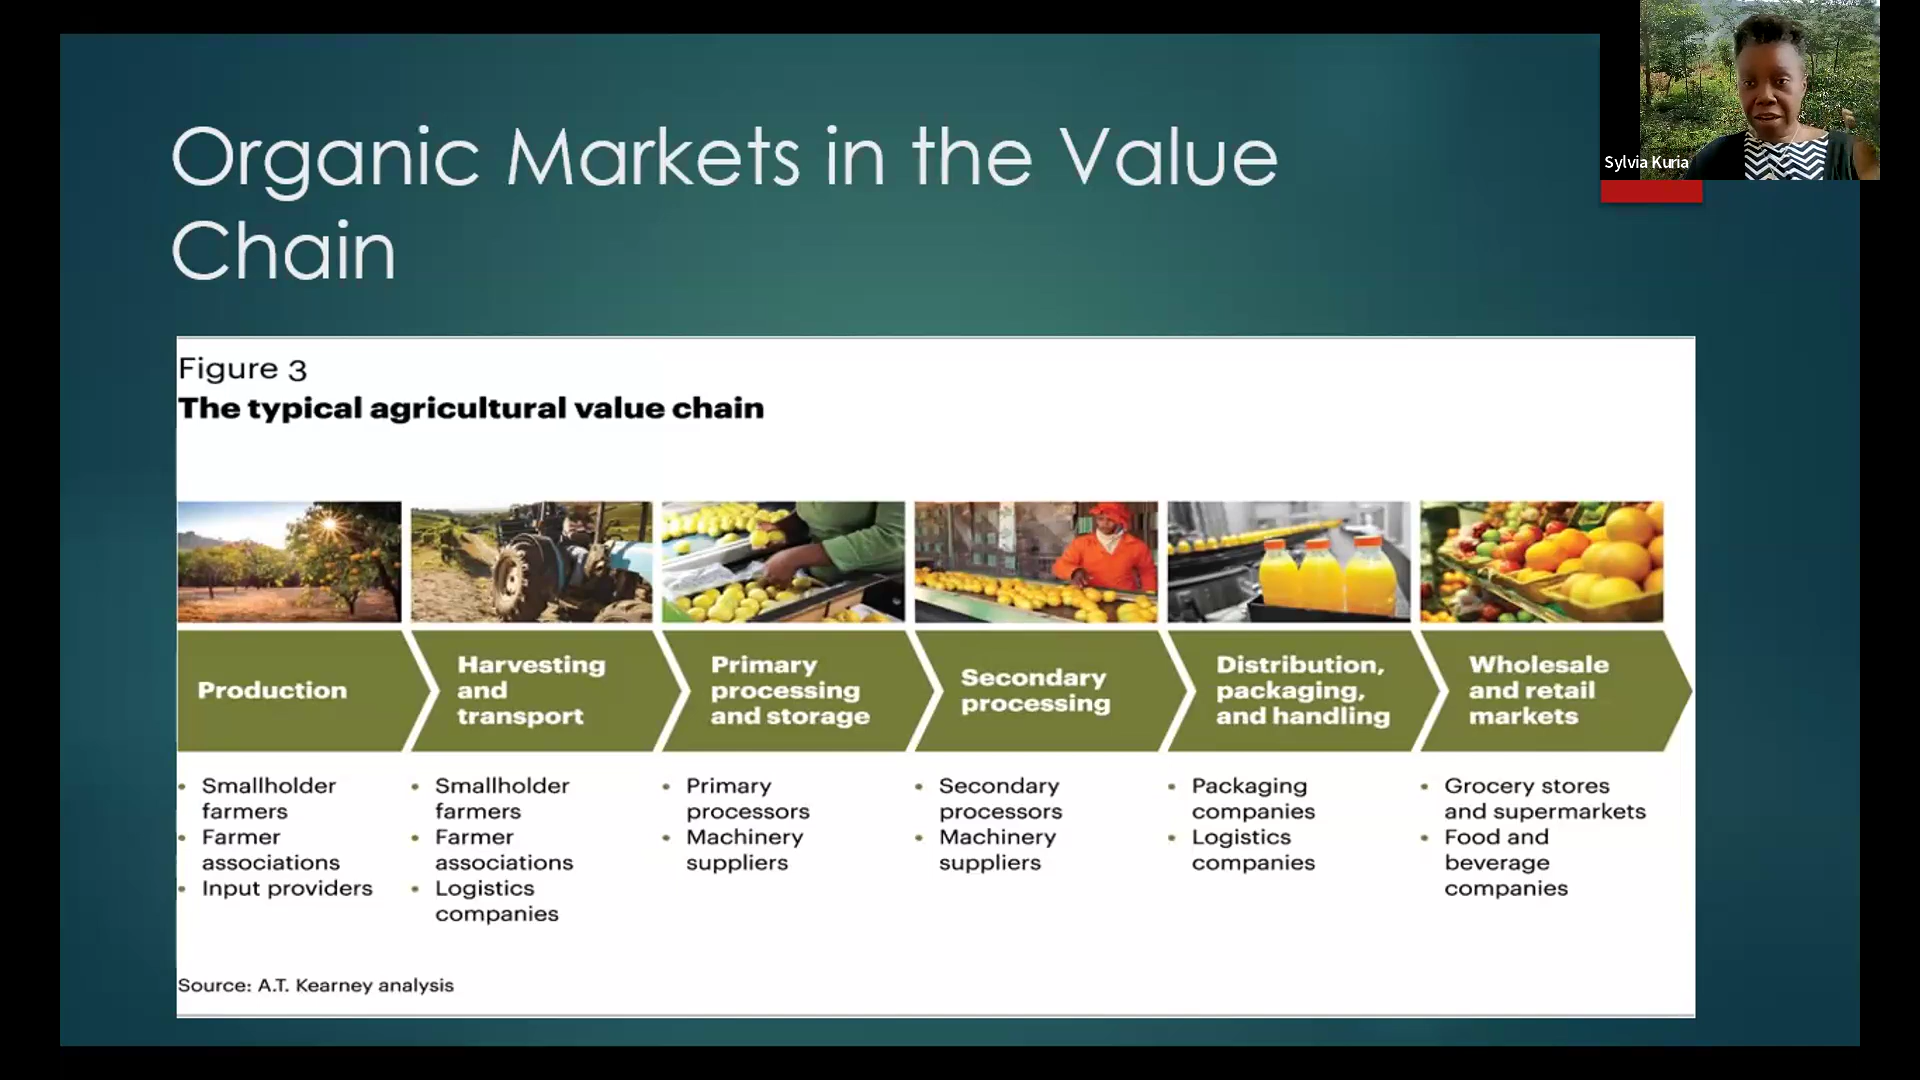 Organic Markets in the Value
Chain
Sylvia Kuria
Figure 3
The typical agricultural value chain
Production
Harvesting
and
transport
Primary
processing
and storage
Secondary
processing
Distribution,
packaging,
and handling
Wholesale
and retail
markets
• Smallholder
farmers
• Farmer
associations
• Input providers
• Smallholder
farmers
• Farmer
associations
• Logistics
companies
• Primary
processors
• Machinery
suppliers
• Secondary
processors
• Machinery
suppliers
• Packaging
companies
• Logistics
companies
• Grocery stores
and supermarkets
• Food and
beverage
companies
Source: A.T. Kearney analysis